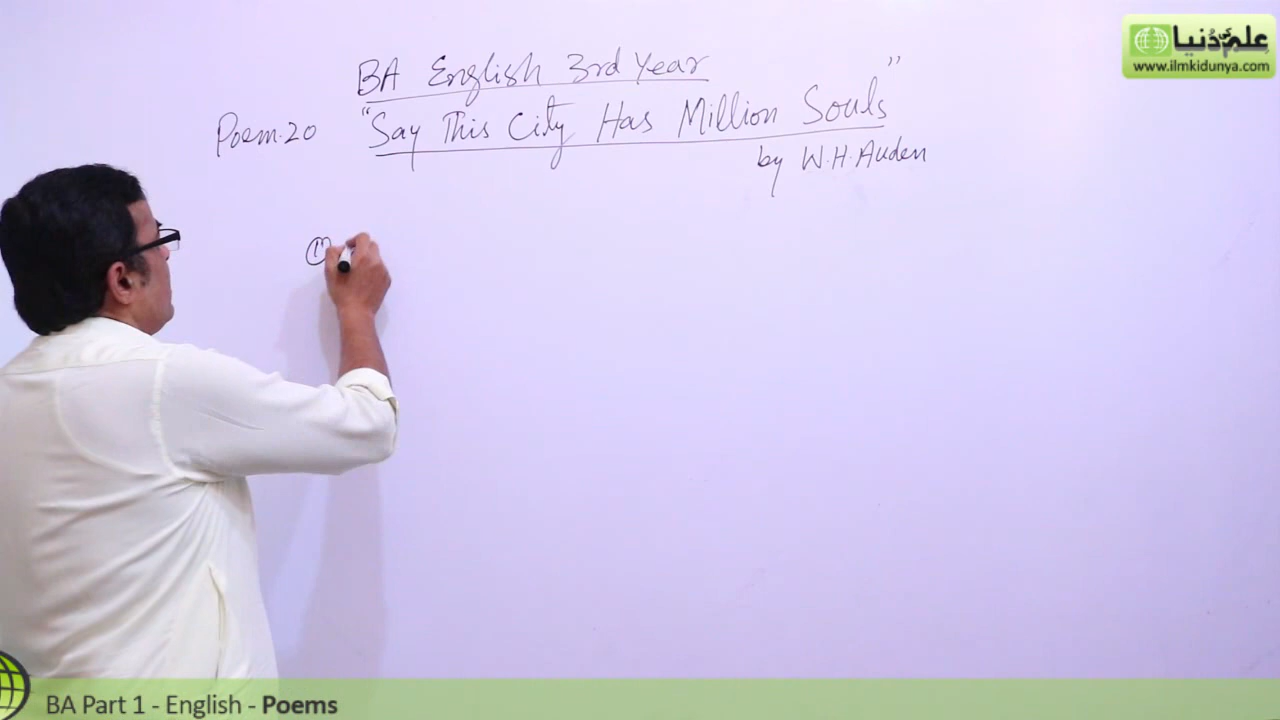 علم کی دنیا
www.ilmkidunya.com
BA English 3rd Year
Poem.20 "Say This City Has Million Souls"
by W.H.Auden
BA Part 1 - English - Poems